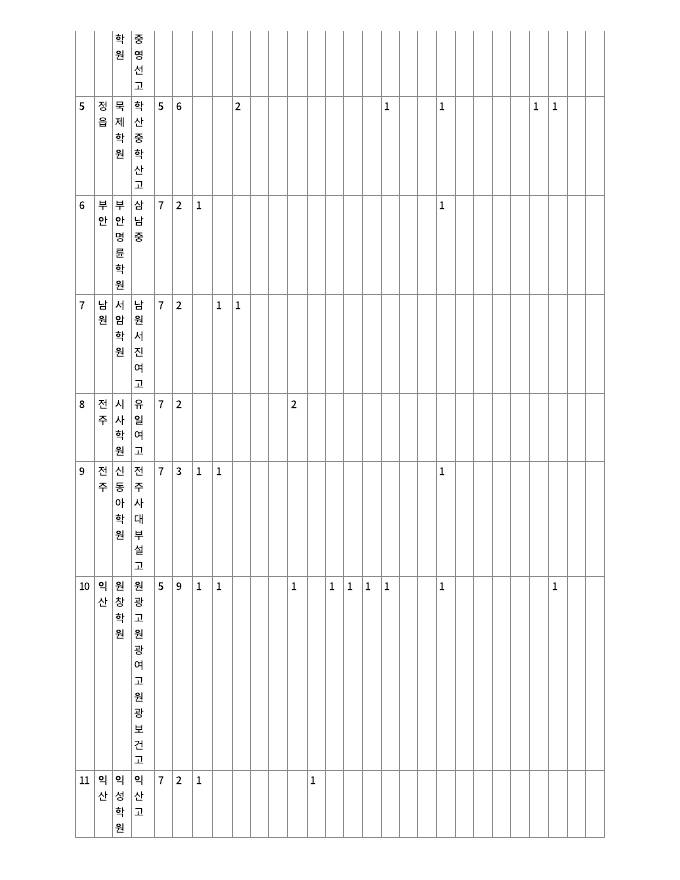 학 중
원 영
선
고
5 정 묵 학 5 6 2 1 1 1 1
읍 제 산
학 중
원 학
산
고
6 부 부 삼 7 2 1 1
안 안 남
명 중
륜
학
원
7 남 서 남 7 2 1 1
원 암 원
학 서
원 진
여
고
8 전 시 유 7 2 2
주 사 일
학 여
원 고
9 전 신 전 7 3 1 1 1
주 동 주
아 사
학 대
원 부
설
고
10 익 원 원 5 9 1 1 1 1 1 1 1 1 1
산 창 광
학 고
원 원
광
여
고
원
광
보
건
고
11 익 익 익 7 2 1 1
산 성 산
학 고
원